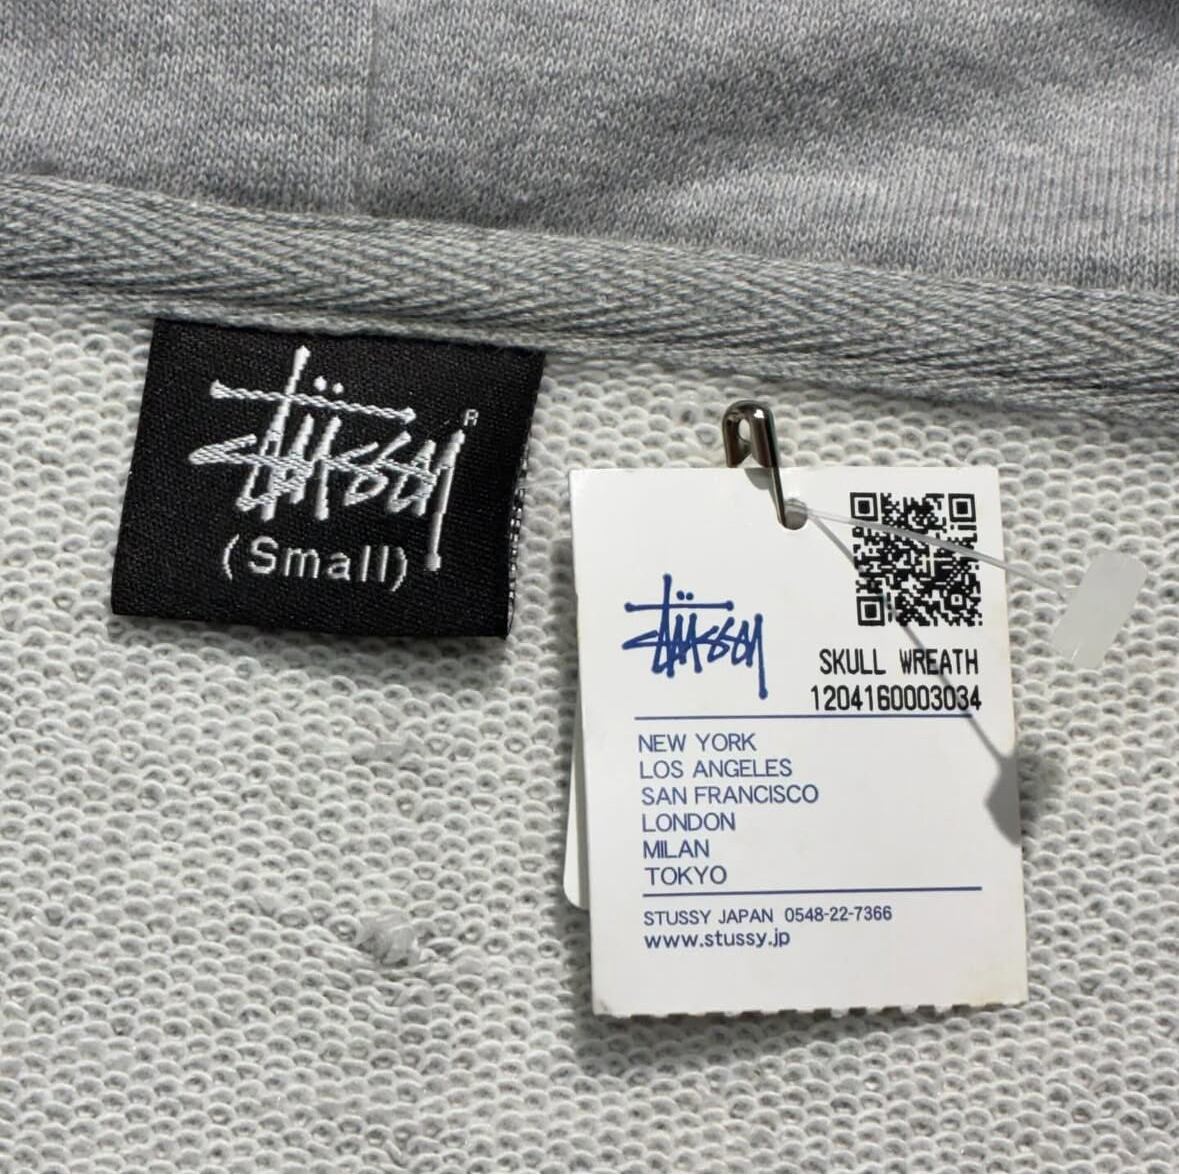 STÜSSY
R
(Small)
STÜSSY
SKULL WREATH
1204160003034
NEW YORK
LOS ANGELES
SAN FRANCISCO
LONDON
MILAN
TOKYO
STUSSY JAPAN 0548-22-7366
www.stussy.jp